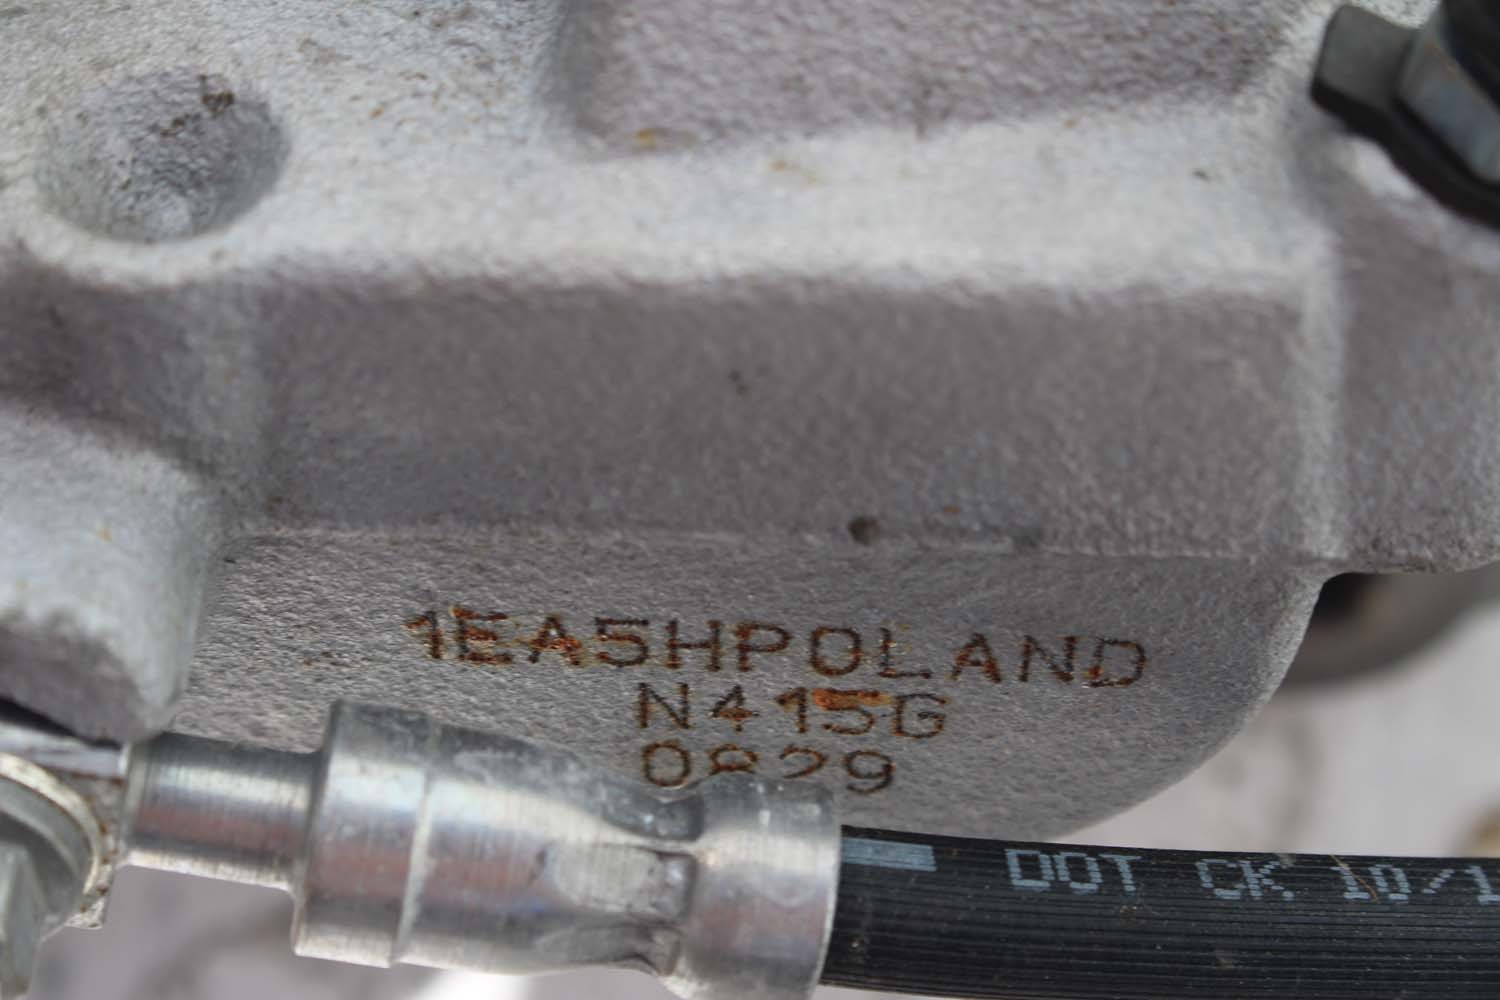 1EA5HPOLAND
N415G
0829
DOT CK 10/1